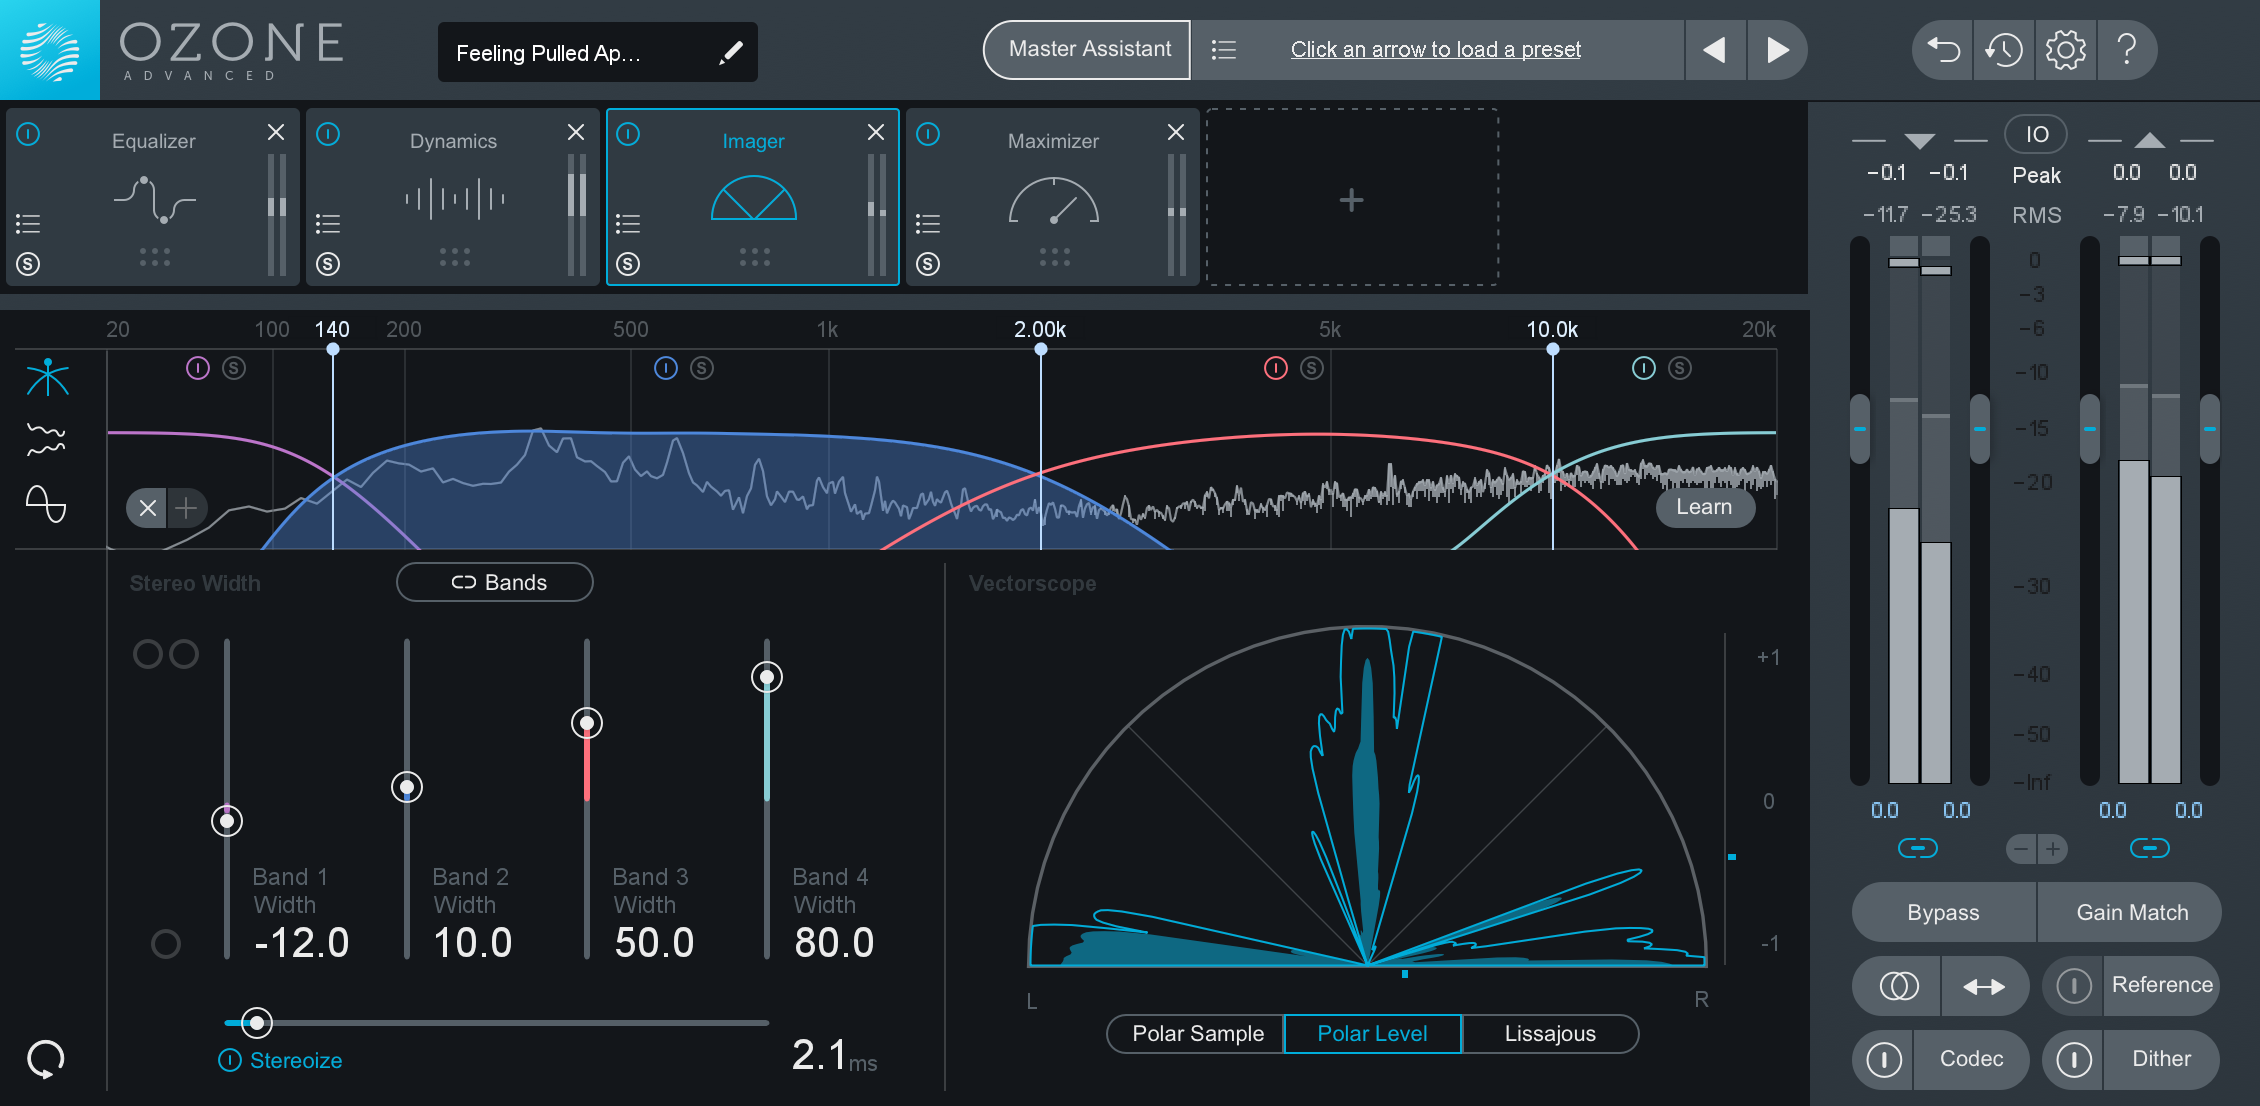 OZONE
ADVANCED
Feeling Pulled Ap...
Master Assistant
Click an arrow to load a preset
?
Equalizer
S
Dynamics
S
Imager
S
Maximizer
S
+
IO
-0.1 -0.1 Peak 0.0 0.0
-11.7 -25.3 RMS -7.9 -10.1
20 100 140 200 500 1k 2.00k 5k 10.0k 20k
S S S S
Learn
Stereo Width
Bands
Band 1
Width
-12.0
Band 2
Width
10.0
Band 3
Width
50.0
Band 4
Width
80.0
Stereoize
2.1ms
Vectorscope
+1
0
-1
L R
Polar Sample
Polar Level
Lissajous
0
-3
-6
-10
-15
-20
-30
-40
-50
-Inf
0.0 0.0 0.0 0.0
Bypass
Gain Match
Reference
Codec
Dither